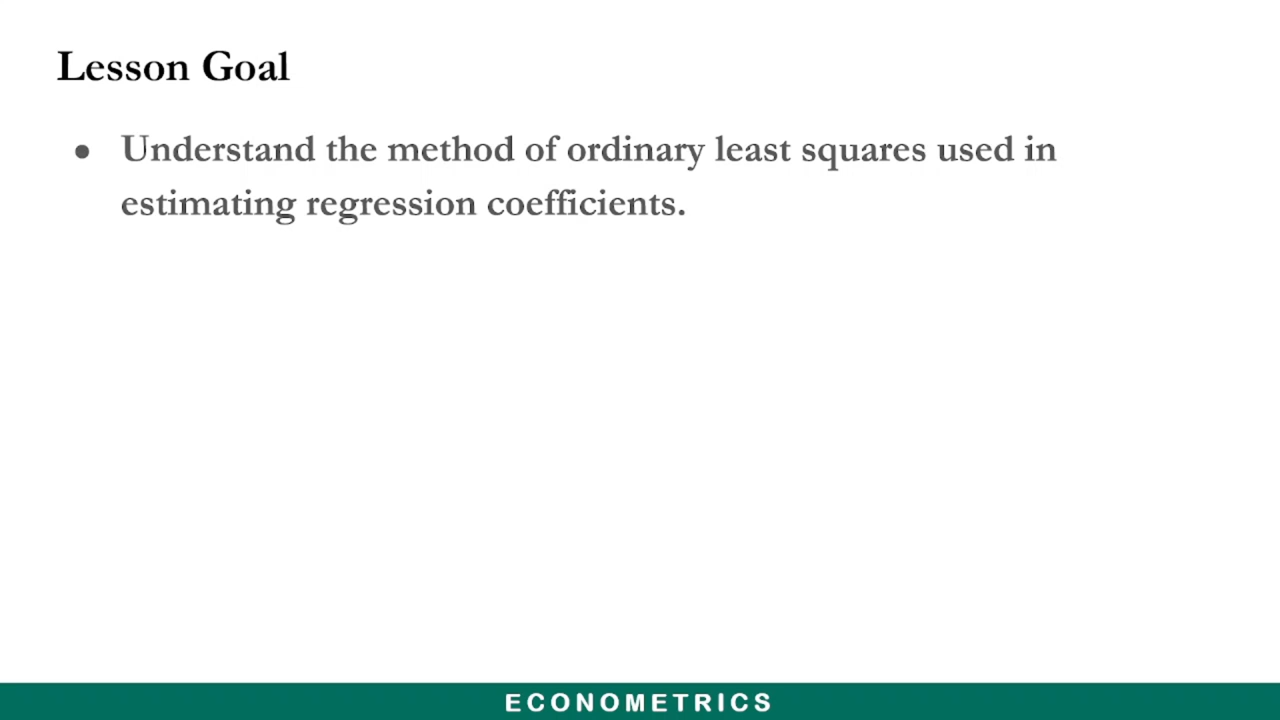 Lesson Goal
● Understand the method of ordinary least squares used in
estimating regression coefficients.
ECONOMETRICS